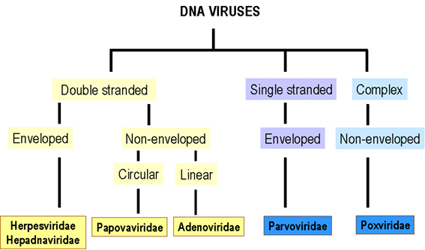 DNA VIRUSES
Double stranded
Single stranded
Complex
Enveloped
Non-enveloped
Enveloped
Non-enveloped
Circular
Linear
Herpesviridae
Hepadnaviridae
Papovaviridae
Adenoviridae
Parvoviridae
Poxviridae